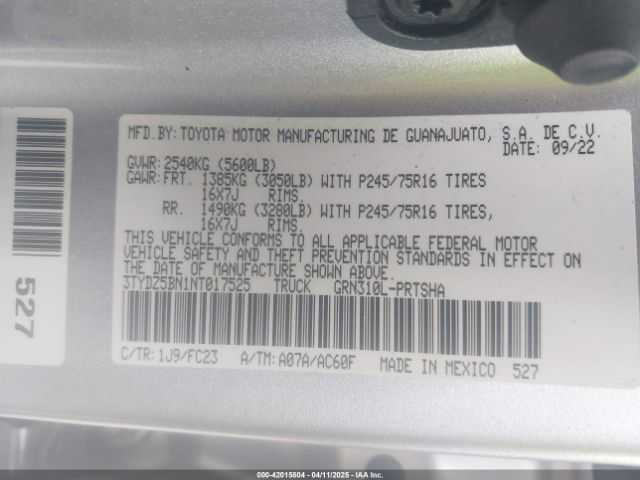 MFD.BY: TOYOTA MOTOR MANUFACTURING DE GUANAJUATO, S.A. DE C.V.
DATE: 09/22
GVWR: 2540KG (5600LB)
GAWR: FRT. 1385KG (3050LB) WITH P245/75R16 TIRES
16X7J RIMS.
RR. 1490KG (3280LB) WITH P245/75R16 TIRES,
16X7J RIMS.
THIS VEHICLE CONFORMS TO ALL APPLICABLE FEDERAL MOTOR
VEHICLE SAFETY AND THEFT PREVENTION STANDARDS IN EFFECT ON
THE DATE OF MANUFACTURE SHOWN ABOVE.
3TYDZ5BN1NT017525 TRUCK GRN310L-PRTSHA
C/TR: 1J9/FC23 A/TM: A07A/AC60F MADE IN MEXICO 527
527
000-42015804 - 04/11/2025 - IAAI.com